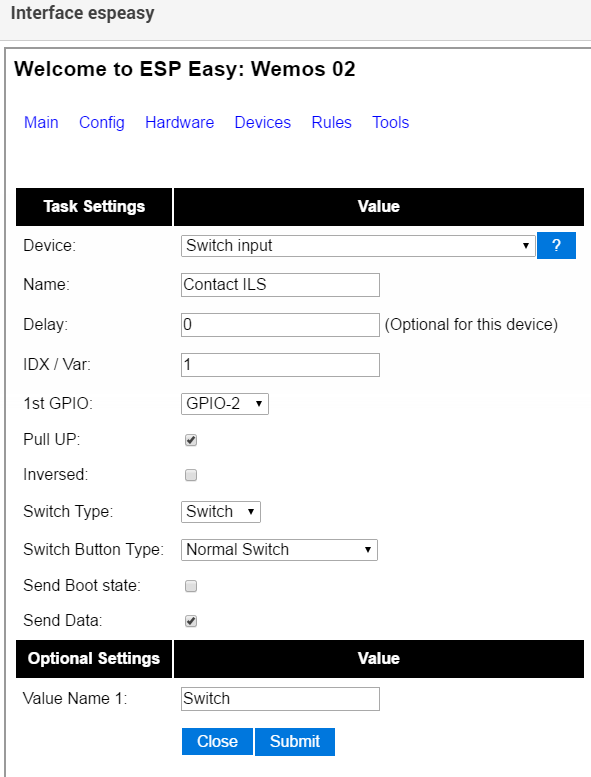 Interface espeasy
Welcome to ESP Easy: Wemos 02
Main Config Hardware Devices Rules Tools
Task Settings Value
Device: Switch input ?
Name: Contact ILS
Delay: 0 (Optional for this device)
IDX / Var: 1
1st GPIO: GPIO-2
Pull UP:
Inversed:
Switch Type: Switch
Switch Button Type: Normal Switch
Send Boot state:
Send Data:
Optional Settings Value
Value Name 1: Switch
Close Submit